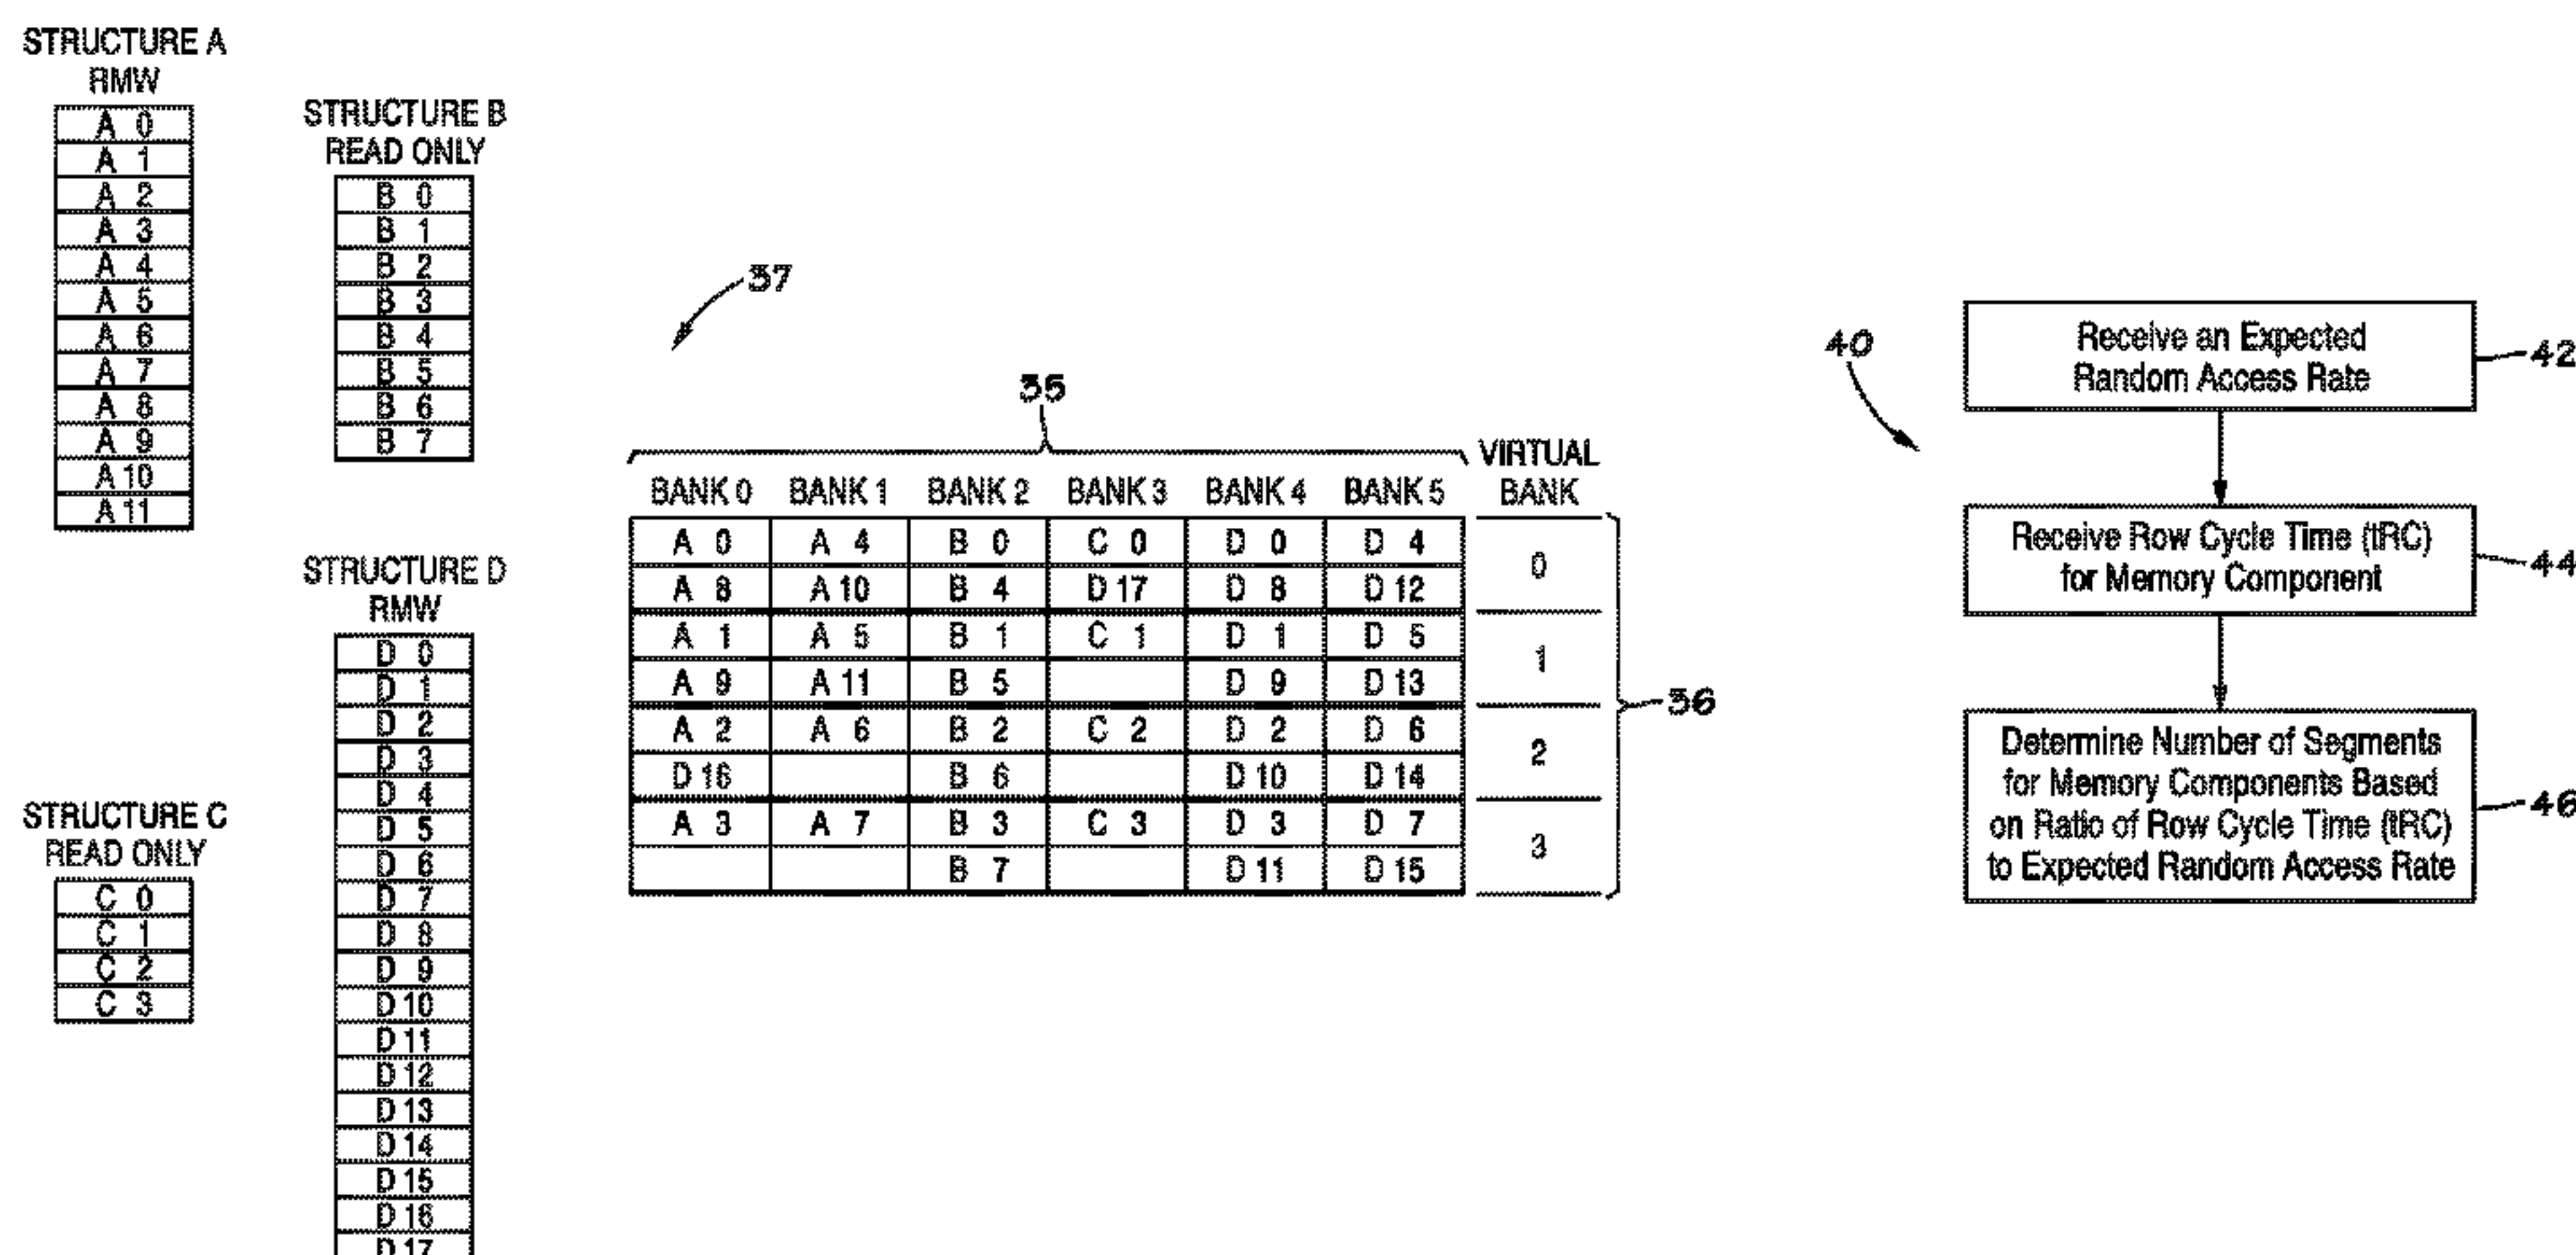 STRUCTURE A
RMW
A 0
A 1
A 2
A 3
A 4
A 5
A 6
A 7
A 8
A 9
A 10
A 11
STRUCTURE B
READ ONLY
B 0
B 1
B 2
B 3
B 4
B 5
B 6
B 7
STRUCTURE C
READ ONLY
C 0
C 1
C 2
C 3
STRUCTURE D
RMW
D 0
D 1
D 2
D 3
D 4
D 5
D 6
D 7
D 8
D 9
D 10
D 11
D 12
D 13
D 14
D 15
D 16
D 17
37
35
BANK 0 BANK 1 BANK 2 BANK 3 BANK 4 BANK 5 VIRTUAL BANK
A 0 A 4 B 0 C 0 D 0 D 4
0
A 8 A 10 B 4 D 17 D 8 D 12
A 1 A 5 B 1 C 1 D 1 D 5
1
A 9 A 11 B 5 D 9 D 13
36
A 2 A 6 B 2 C 2 D 2 D 6
2
D 16 B 6 D 10 D 14
A 3 A 7 B 3 C 3 D 3 D 7
3
B 7 D 11 D 15
40
Receive an Expected
Random Access Rate
42
Receive Row Cycle Time (tRC)
for Memory Component
44
Determine Number of Segments
for Memory Components Based
on Ratio of Row Cycle Time (tRC)
to Expected Random Access Rate
46